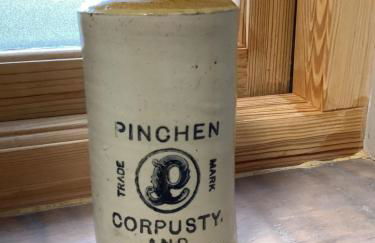 PINCHEN
TRADE P MARK
CORPUSTY.
AND